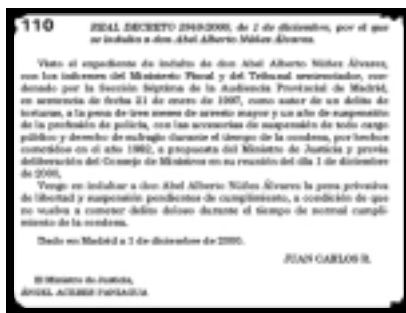 110 REAL DECRETO 1949/2000, de 1 de diciembre, por el que
se indulta a don Abel Alberto Núñez Álvarez.
Visto el expediente de indulto de don Abel Alberto Núñez Álvarez,
con los informes del Ministerio Fiscal y del Tribunal sentenciador, con-
denado por la Sección Séptima de la Audiencia Provincial de Madrid,
en sentencia de fecha 21 de enero de 1997, como autor de un delito de
torturas, a la pena de tres meses de arresto mayor y un año de suspensión
de la profesión de policía, con las accesorias de suspensión de todo cargo
público y derecho de sufragio durante el tiempo de la condena, por hechos
cometidos en el año 1982, a propuesta del Ministro de Justicia y previa
deliberación del Consejo de Ministros en su reunión del día 1 de diciembre
de 2000,
Vengo en indultar a don Abel Alberto Núñez Álvarez la pena privativa
de libertad y suspensión pendientes de cumplimiento, a condición de que
no vuelva a cometer delito doloso durante el tiempo de normal cumpli-
miento de la condena.
Dado en Madrid a 1 de diciembre de 2000.
JUAN CARLOS R.
El Ministro de Justicia,
ÁNGEL ACEBES PANIAGUA